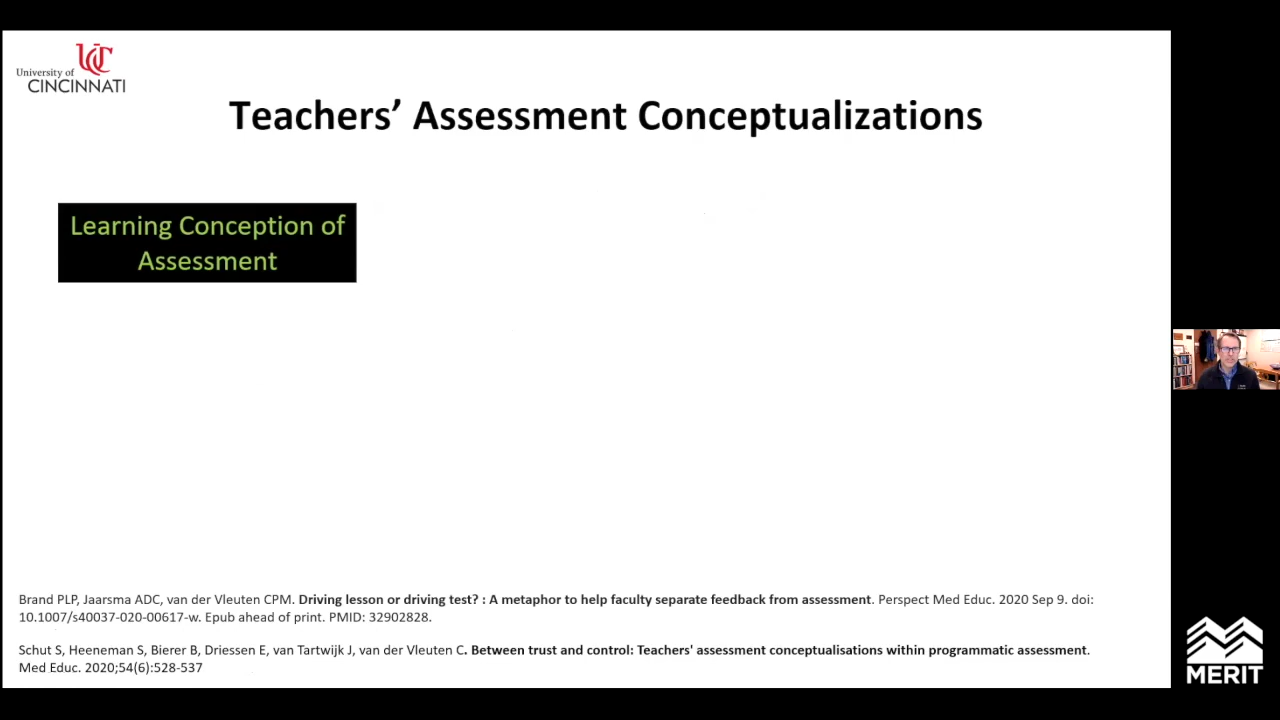 UC
University of
CINCINNATI
Teachers’ Assessment Conceptualizations
Learning Conception of
Assessment
Brand PLP, Jaarsma ADC, van der Vleuten CPM. Driving lesson or driving test? : A metaphor to help faculty separate feedback from assessment. Perspect Med Educ. 2020 Sep 9. doi:
10.1007/s40037-020-00617-w. Epub ahead of print. PMID: 32902828.
Schut S, Heeneman S, Bierer B, Driessen E, van Tartwijk J, van der Vleuten C. Between trust and control: Teachers' assessment conceptualisations within programmatic assessment.
Med Educ. 2020;54(6):528-537
MERIT